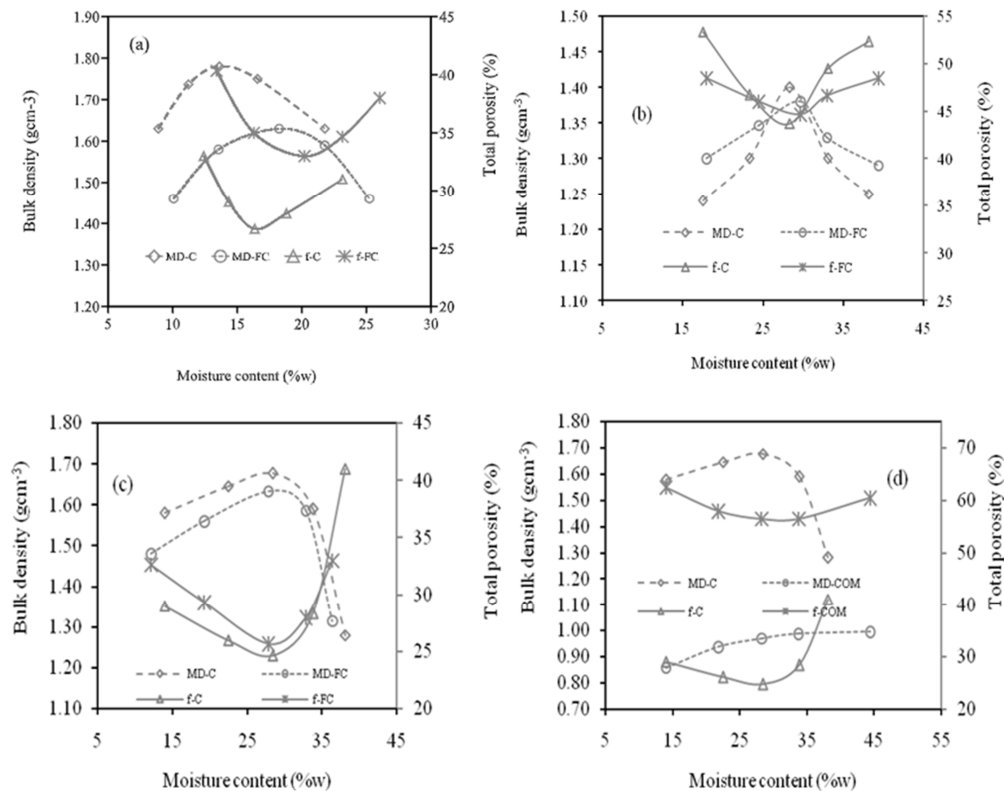 (a)
Bulk density (gcm-3)
1.90
1.80
1.70
1.60
1.50
1.40
1.30
1.20
Total porosity (%)
45
40
35
30
25
20
MD-C MD-FC f-C f-FC
5 10 15 20 25 30
Moisture content (%w)
(b)
Bulk density (gcm-3)
1.50
1.45
1.40
1.35
1.30
1.25
1.20
1.15
1.10
Total porosity (%)
55
50
45
40
35
30
25
MD-C MD-FC
f-C f-FC
5 15 25 35 45
Moisture content (%w)
(c)
Bulk density (gcm-3)
1.80
1.70
1.60
1.50
1.40
1.30
1.20
1.10
Total porosity (%)
45
40
35
30
25
20
MD-C MD-FC
f-C f-FC
5 15 25 35 45
Moisture content (%w)
(d)
Bulk density (gcm-3)
1.80
1.70
1.60
1.50
1.40
1.30
1.20
1.10
1.00
0.90
0.80
0.70
Total porosity (%)
70
60
50
40
30
20
MD-C MD-COM
f-C f-COM
5 15 25 35 45 55
Moisture content (%w)